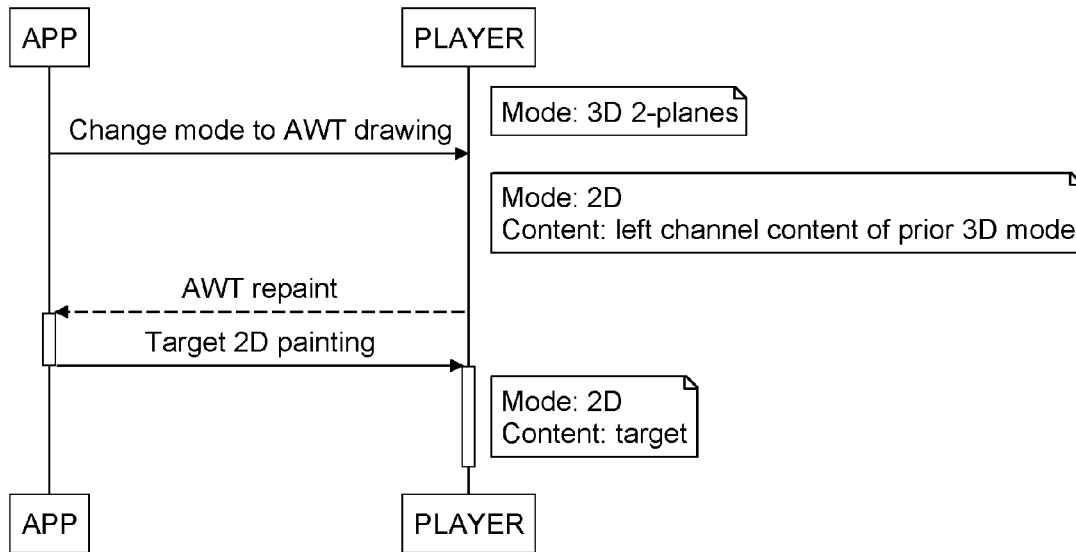 APP
PLAYER
Mode: 3D 2-planes
Change mode to AWT drawing
Mode: 2D
Content: left channel content of prior 3D mode
AWT repaint
Target 2D painting
Mode: 2D
Content: target
APP
PLAYER